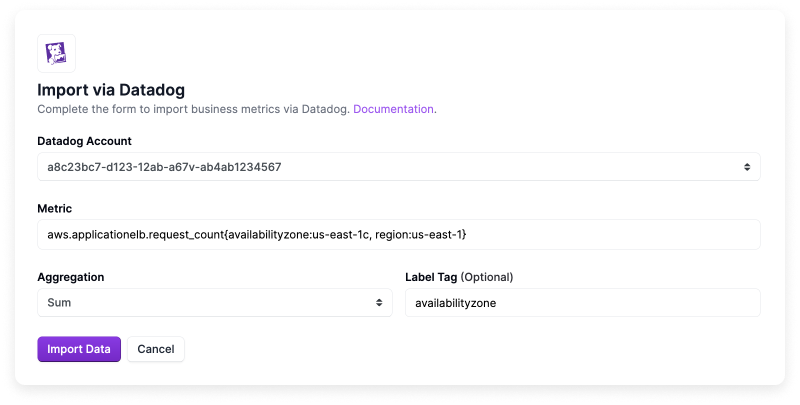 Import via Datadog
Complete the form to import business metrics via Datadog. Documentation.
Datadog Account
a8c23bc7-d123-12ab-a67v-ab4ab1234567
Metric
aws.applicationelb.request_count{availabilityzone:us-east-1c, region:us-east-1}
Aggregation
Label Tag (Optional)
Sum
availabilityzone
Import Data
Cancel